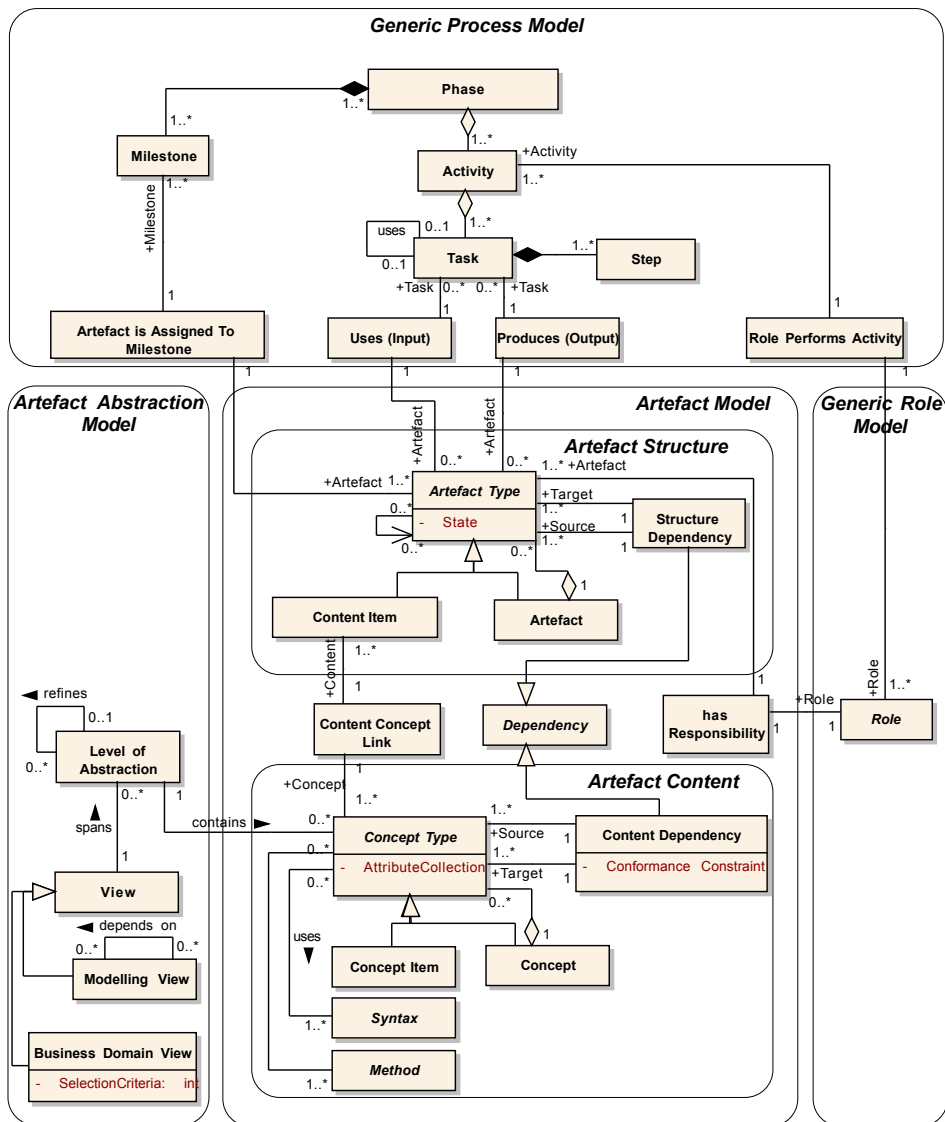 Generic Process Model
Phase
1..*
1..*
1..*
Milestone
1..*
+Milestone
+Activity
Activity
1..*
uses
0..1
1..*
0..1
Task
1..*
Step
+Task 0..*
0..* +Task
1
1
1
1
Artefact is Assigned To
Milestone
Uses (Input)
Produces (Output)
Role Performs Activity
1
1
1
1
Artefact Abstraction
Model
Artefact Model
Generic Role
Model
Artefact Structure
+Artefact
+Artefact
0..*
0..*
1..* +Artefact
+Artefact
1..*
Artefact Type
- State
0..*
0..*
+Target
1..*
1
+Source
1..*
1
0..*
Structure
Dependency
1
Content Item
Artefact
1..*
+Content
1
1
+Role
1..*
refines
0..1
0..*
Level of
Abstraction
Content Concept
Link
Dependency
has
Responsibility
+Role
1
1
Role
1
+Concept
1..*
Artefact Content
0..*
1
spans
contains
0..*
1
Concept Type
- AttributeCollection
0..*
0..*
1..*
+Source
1
1..*
+Target
1
0..*
Content Dependency
- Conformance Constraint
View
depends on
0..*
0..*
Modelling View
uses
1
Concept Item
Concept
1..*
Syntax
Business Domain View
- SelectionCriteria: int
1..*
Method